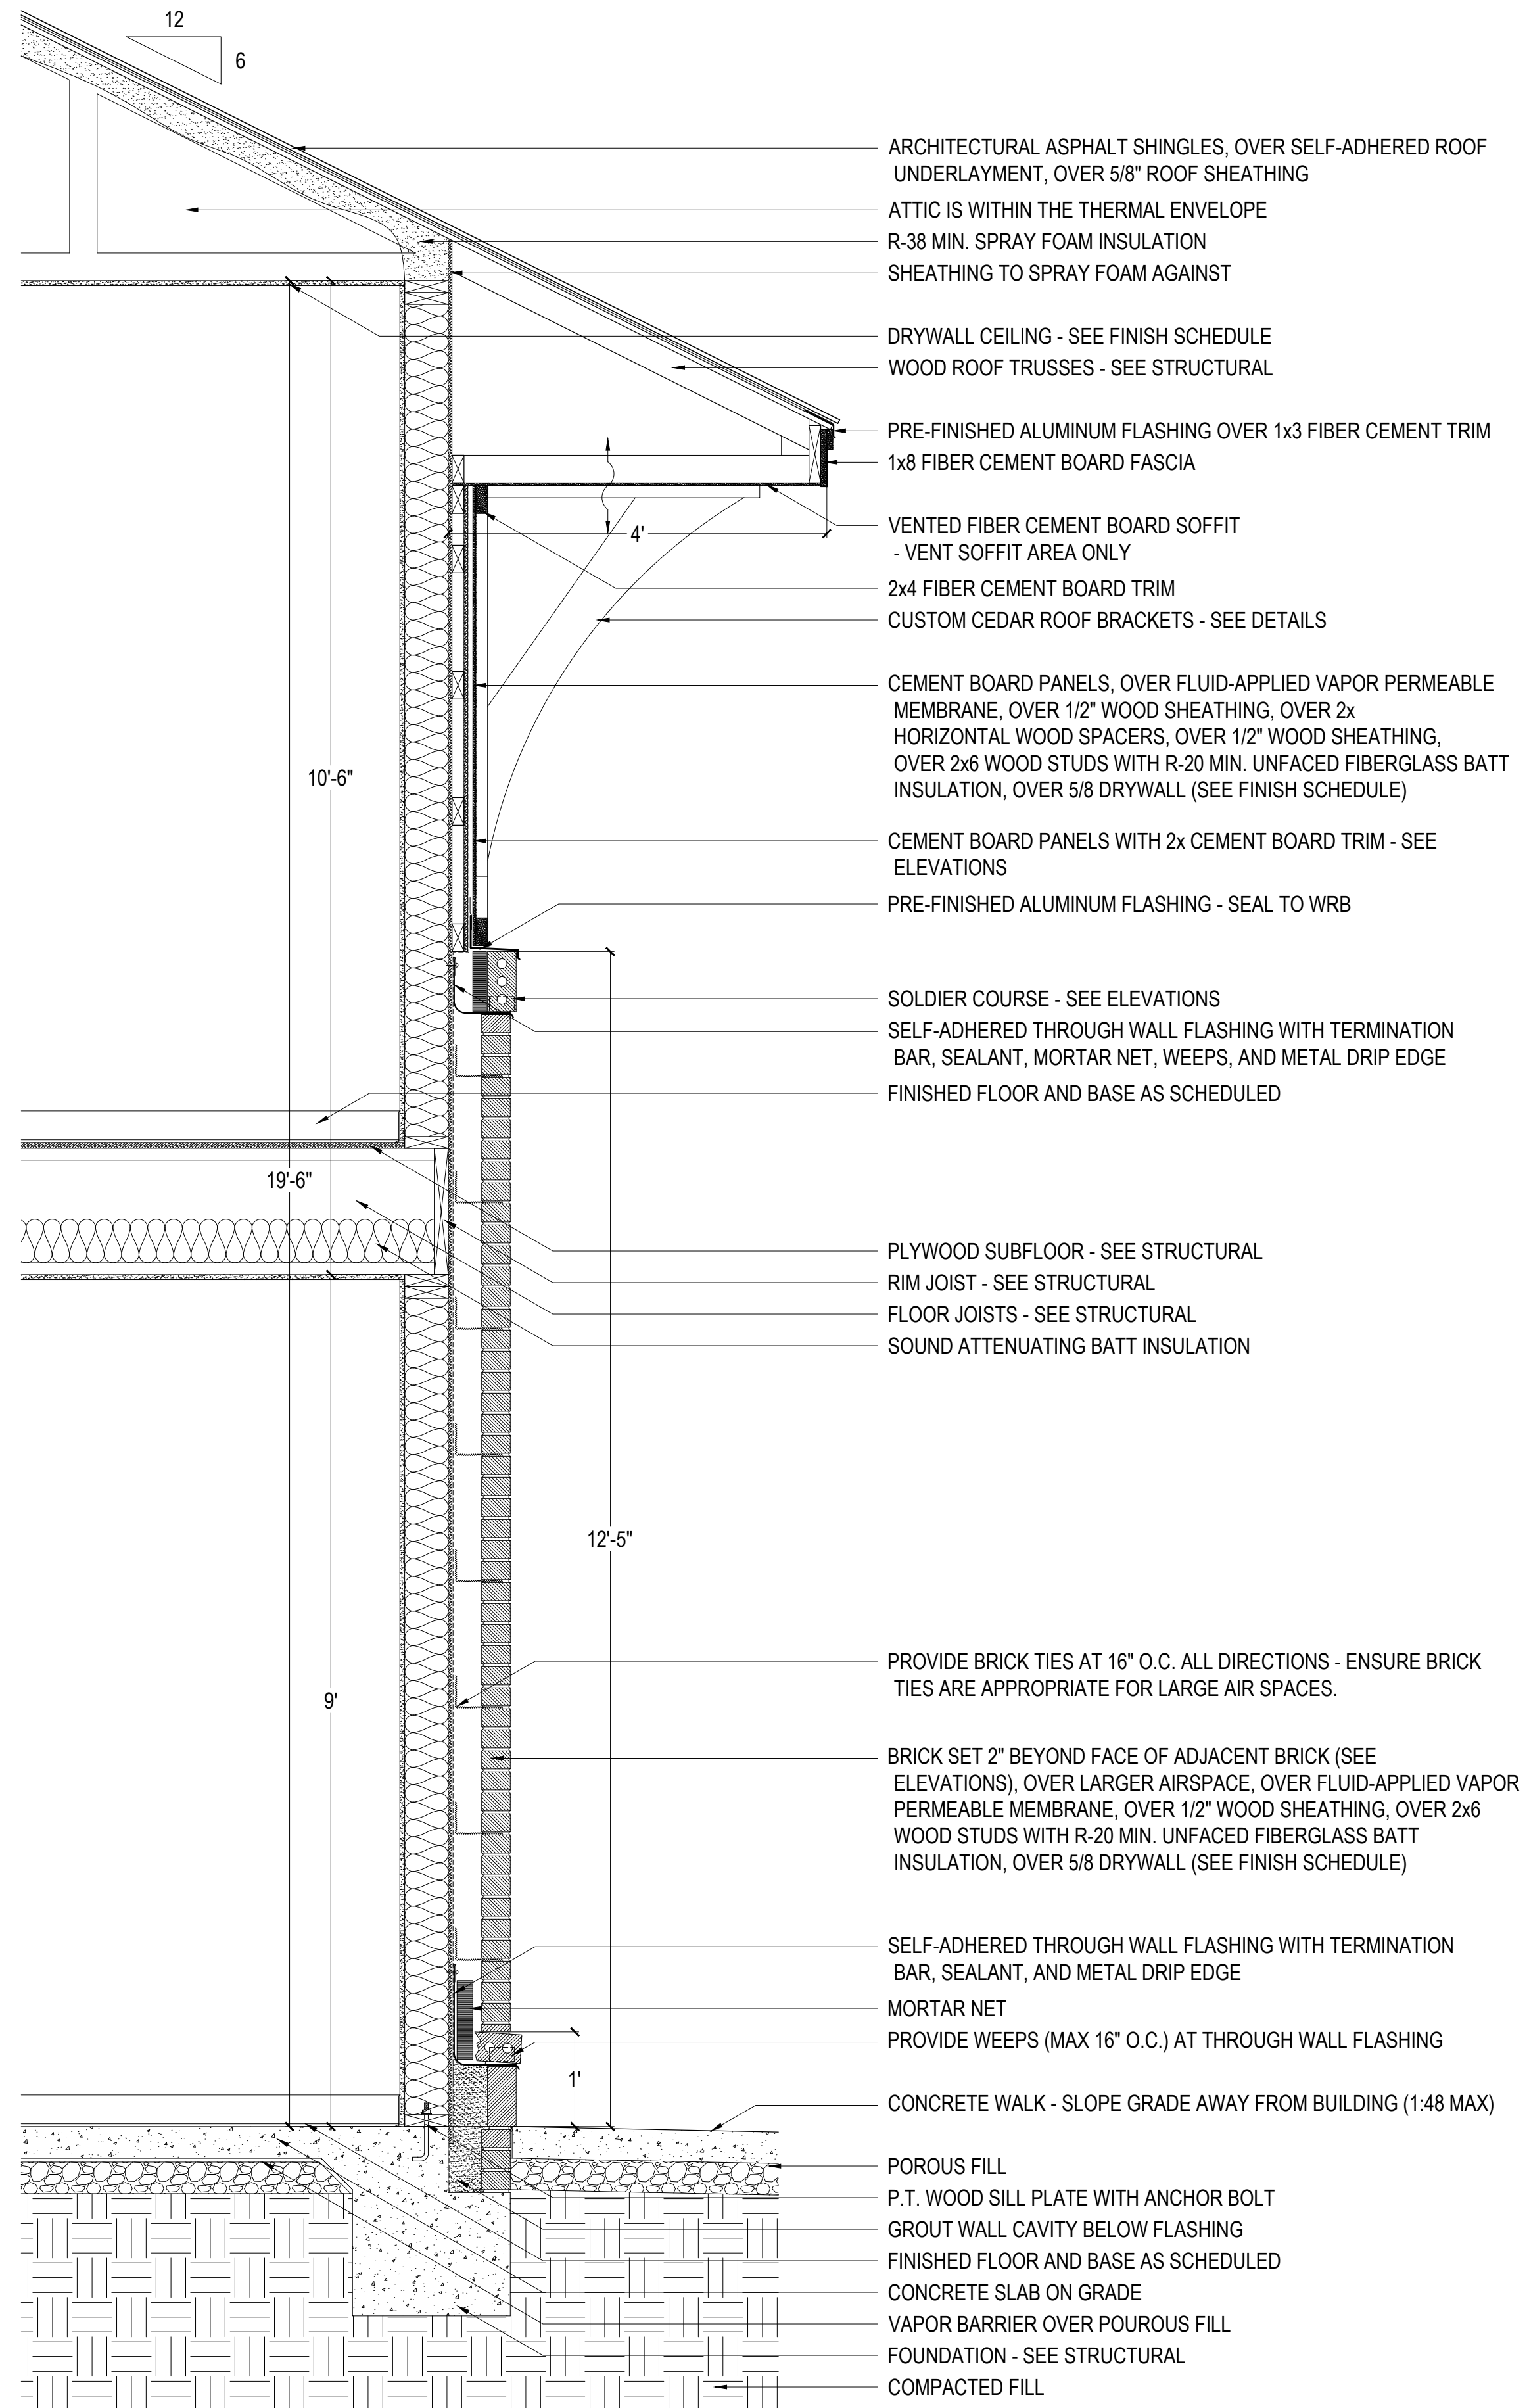 12
6
ARCHITECTURAL ASPHALT SHINGLES, OVER SELF-ADHERED ROOF
UNDERLAYMENT, OVER 5/8" ROOF SHEATHING
ATTIC IS WITHIN THE THERMAL ENVELOPE
R-38 MIN. SPRAY FOAM INSULATION
SHEATHING TO SPRAY FOAM AGAINST
DRYWALL CEILING - SEE FINISH SCHEDULE
WOOD ROOF TRUSSES - SEE STRUCTURAL
PRE-FINISHED ALUMINUM FLASHING OVER 1x3 FIBER CEMENT TRIM
1x8 FIBER CEMENT BOARD FASCIA
VENTED FIBER CEMENT BOARD SOFFIT
- VENT SOFFIT AREA ONLY
4'
2x4 FIBER CEMENT BOARD TRIM
CUSTOM CEDAR ROOF BRACKETS - SEE DETAILS
CEMENT BOARD PANELS, OVER FLUID-APPLIED VAPOR PERMEABLE
MEMBRANE, OVER 1/2" WOOD SHEATHING, OVER 2x
HORIZONTAL WOOD SPACERS, OVER 1/2" WOOD SHEATHING,
OVER 2x6 WOOD STUDS WITH R-20 MIN. UNFACED FIBERGLASS BATT
INSULATION, OVER 5/8 DRYWALL (SEE FINISH SCHEDULE)
10'-6"
CEMENT BOARD PANELS WITH 2x CEMENT BOARD TRIM - SEE
ELEVATIONS
PRE-FINISHED ALUMINUM FLASHING - SEAL TO WRB
SOLDIER COURSE - SEE ELEVATIONS
SELF-ADHERED THROUGH WALL FLASHING WITH TERMINATION
BAR, SEALANT, MORTAR NET, WEEPS, AND METAL DRIP EDGE
FINISHED FLOOR AND BASE AS SCHEDULED
19'-6"
PLYWOOD SUBFLOOR - SEE STRUCTURAL
RIM JOIST - SEE STRUCTURAL
FLOOR JOISTS - SEE STRUCTURAL
SOUND ATTENUATING BATT INSULATION
12'-5"
PROVIDE BRICK TIES AT 16" O.C. ALL DIRECTIONS - ENSURE BRICK
TIES ARE APPROPRIATE FOR LARGE AIR SPACES.
9'
BRICK SET 2" BEYOND FACE OF ADJACENT BRICK (SEE
ELEVATIONS), OVER LARGER AIRSPACE, OVER FLUID-APPLIED VAPOR
PERMEABLE MEMBRANE, OVER 1/2" WOOD SHEATHING, OVER 2x6
WOOD STUDS WITH R-20 MIN. UNFACED FIBERGLASS BATT
INSULATION, OVER 5/8 DRYWALL (SEE FINISH SCHEDULE)
SELF-ADHERED THROUGH WALL FLASHING WITH TERMINATION
BAR, SEALANT, AND METAL DRIP EDGE
MORTAR NET
PROVIDE WEEPS (MAX 16" O.C.) AT THROUGH WALL FLASHING
1'
CONCRETE WALK - SLOPE GRADE AWAY FROM BUILDING (1:48 MAX)
POROUS FILL
P.T. WOOD SILL PLATE WITH ANCHOR BOLT
GROUT WALL CAVITY BELOW FLASHING
FINISHED FLOOR AND BASE AS SCHEDULED
CONCRETE SLAB ON GRADE
VAPOR BARRIER OVER POUROUS FILL
FOUNDATION - SEE STRUCTURAL
COMPACTED FILL